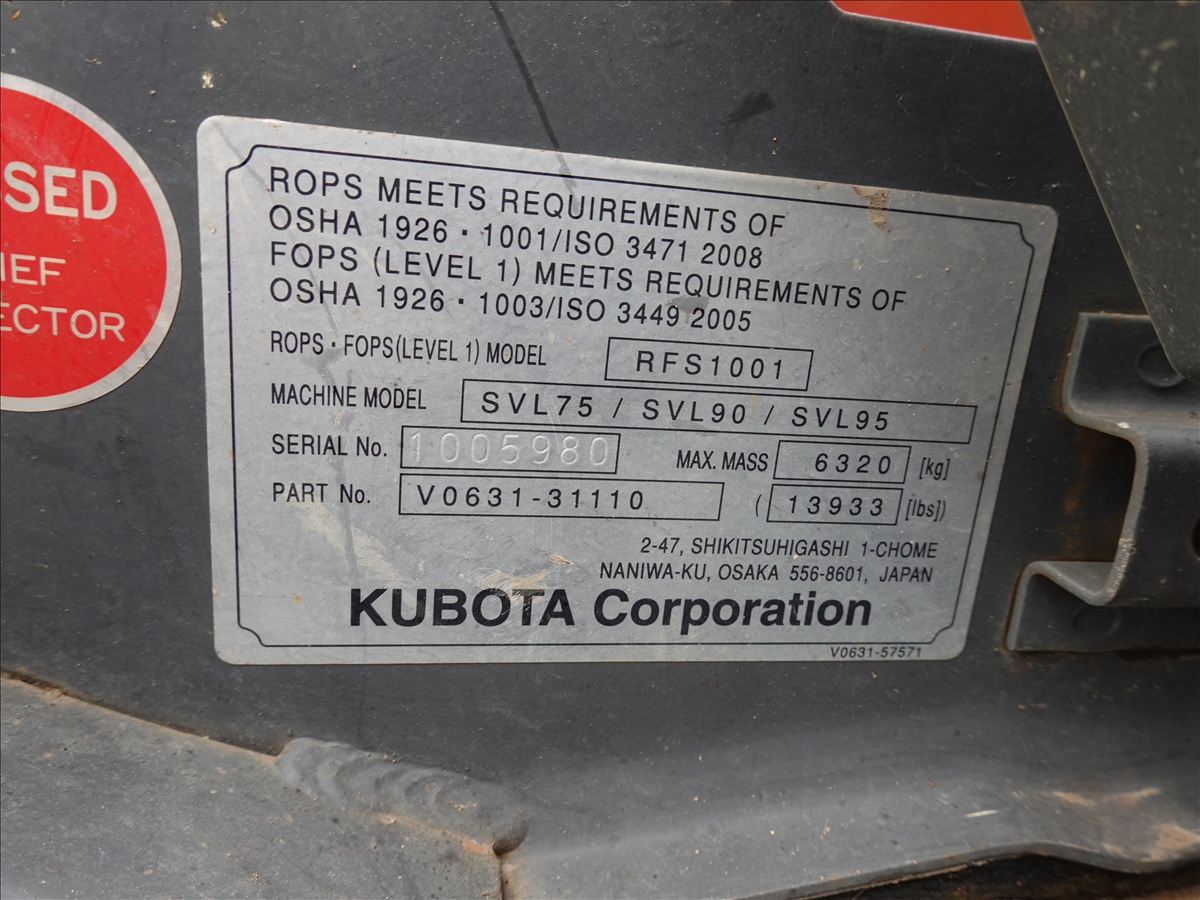 SED
IEF
ECTOR
ROPS MEETS REQUIREMENTS OF
OSHA 1926・1001/ISO 3471 2008
FOPS (LEVEL 1) MEETS REQUIREMENTS OF
OSHA 1926・1003/ISO 3449 2005
ROPS・FOPS(LEVEL 1) MODEL RFS1001
MACHINE MODEL SVL75 / SVL90 / SVL95
SERIAL No. 1005980 MAX. MASS 6320 [kg]
PART No. V0631-31110 ( 13933 [lbs])
2-47, SHIKITSUHIGASHI 1-CHOME
NANIWA-KU, OSAKA 556-8601, JAPAN
KUBOTA Corporation
V0631-57571